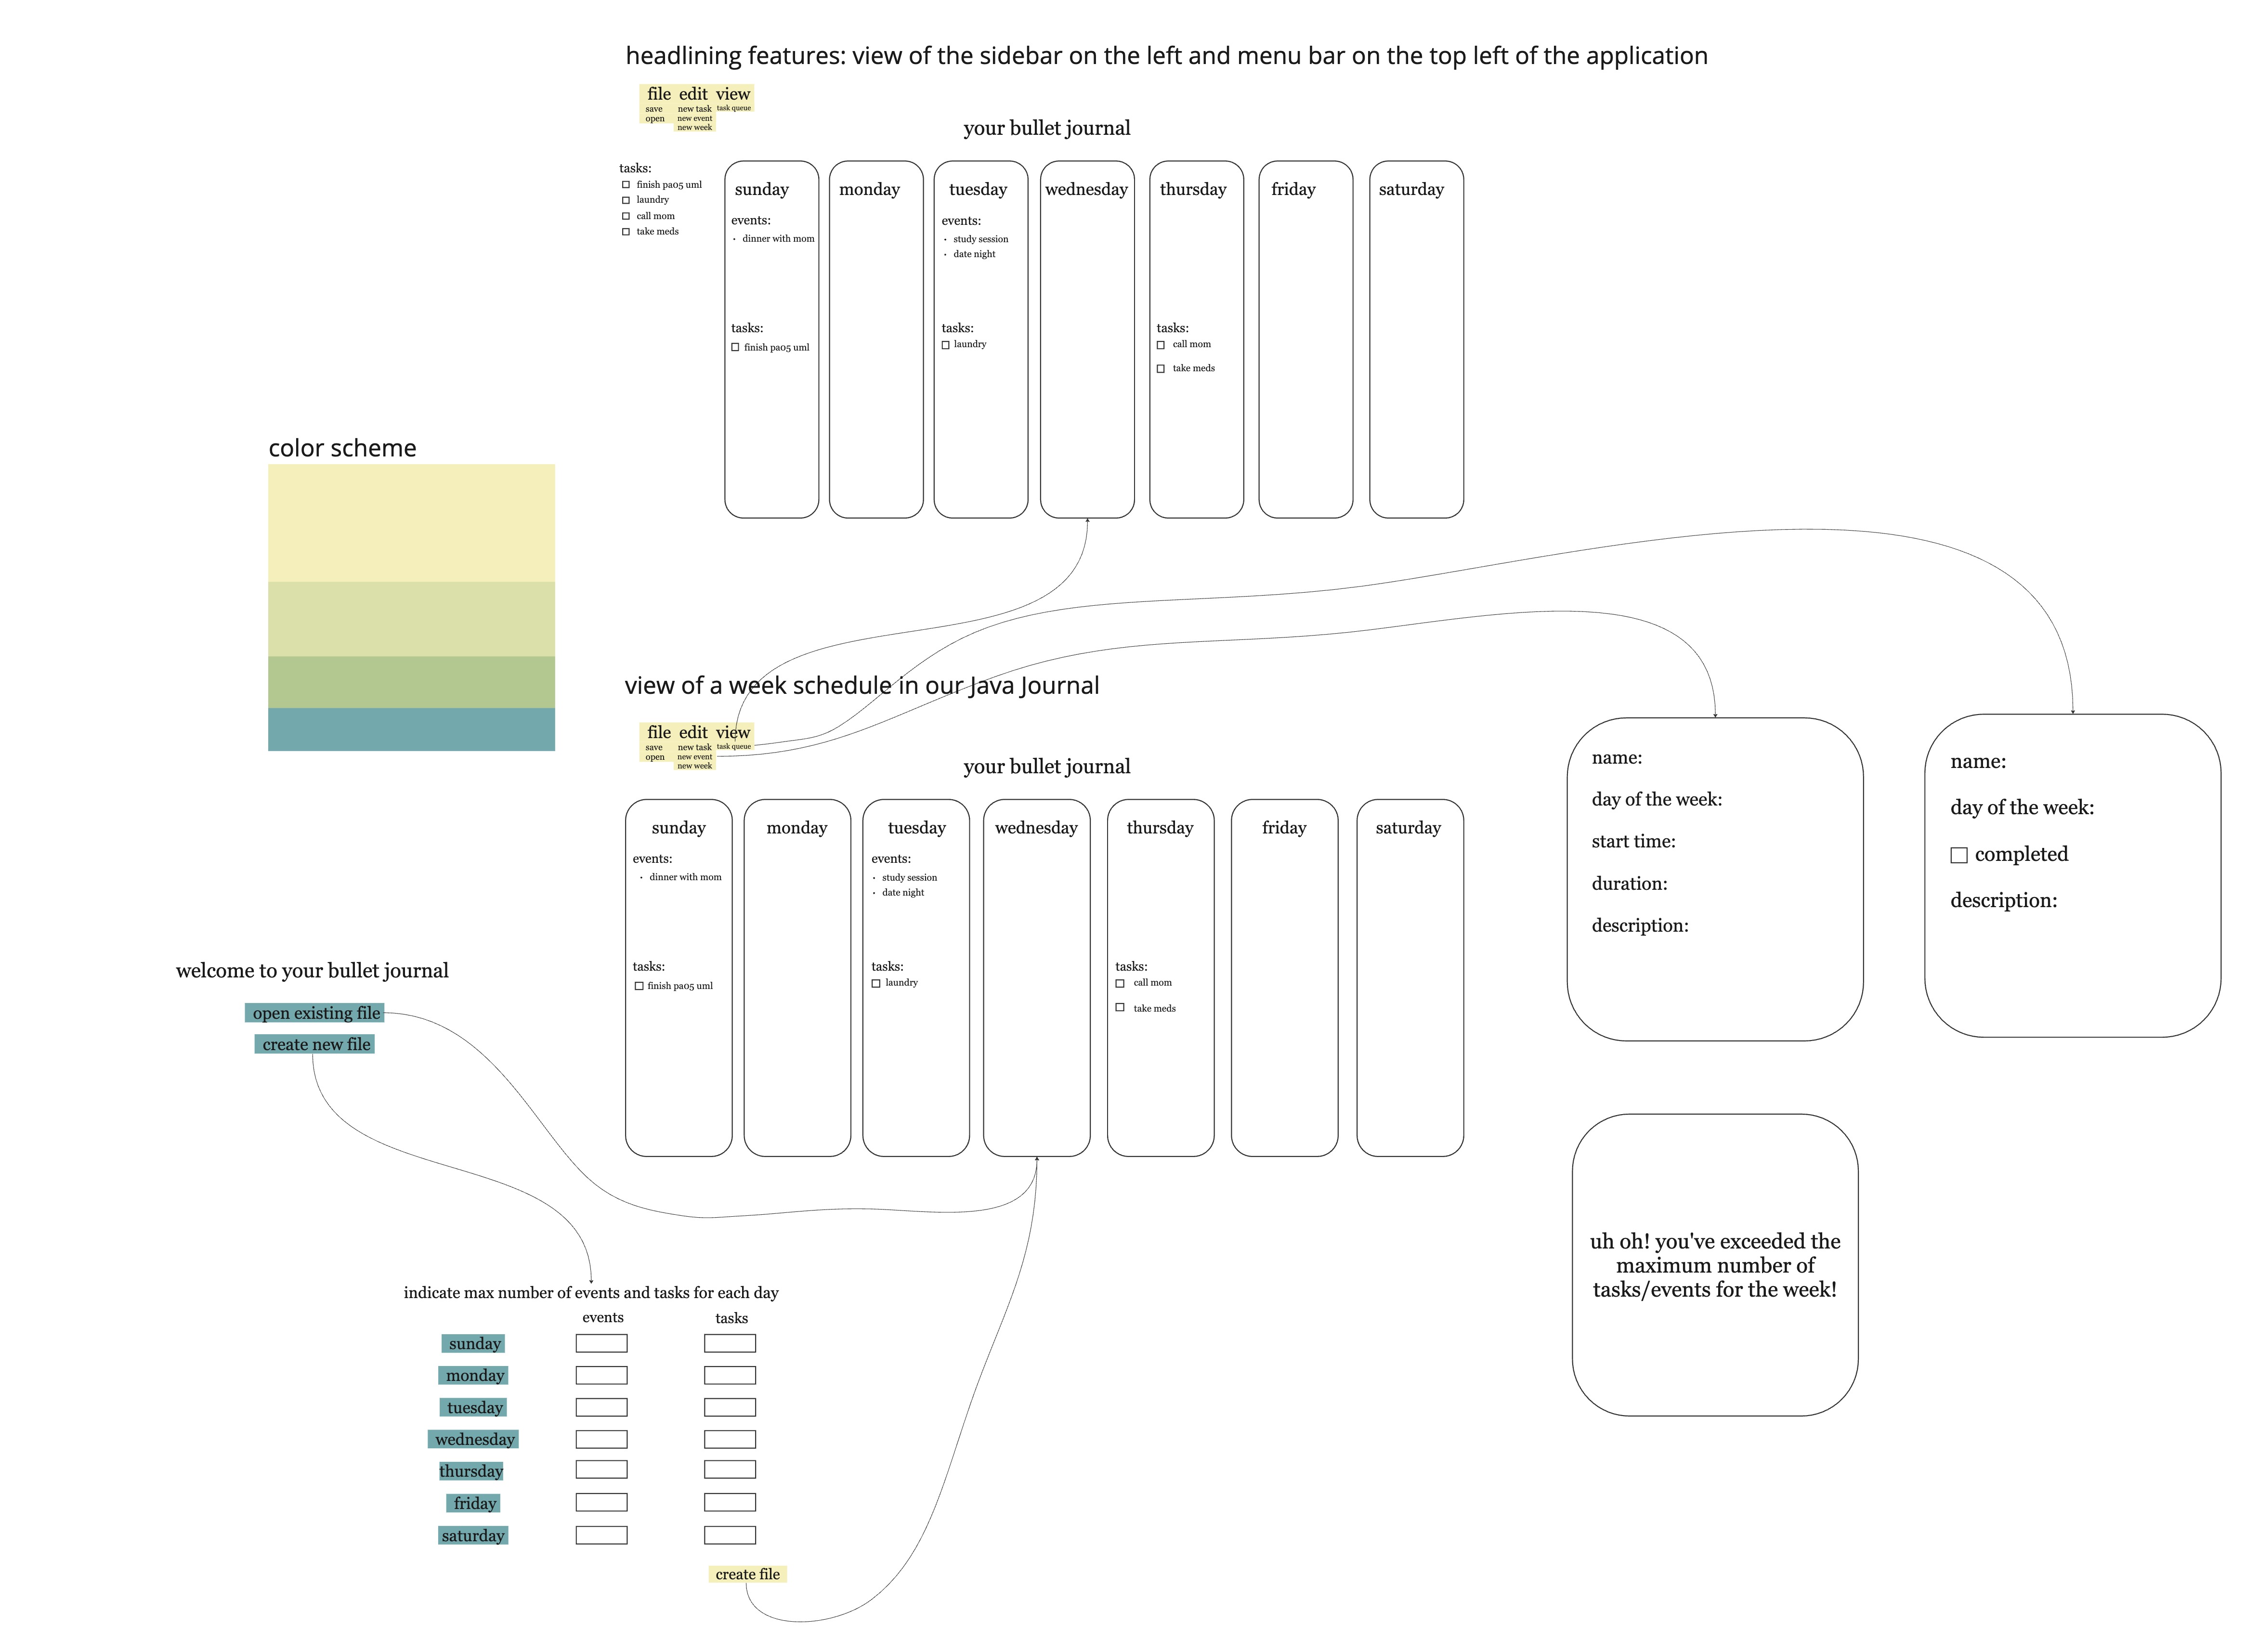 headlining features: view of the sidebar on the left and menu bar on the top left of the application
file edit view
save new task task queue
open new event
new week
your bullet journal
tasks:
finish pa05 uml
laundry
call mom
take meds
sunday monday tuesday wednesday thursday friday saturday
events: events:
dinner with mom study session
date night
tasks: tasks: tasks:
finish pa05 uml laundry call mom
take meds
color scheme
view of a week schedule in our Java Journal
file edit view
save new task task queue
open new event
new week
your bullet journal
sunday monday tuesday wednesday thursday friday saturday
events: events:
dinner with mom study session
date night
tasks: tasks: tasks:
finish pa05 uml laundry call mom
take meds
name:
day of the week:
start time:
duration:
description:
name:
day of the week:
completed
description:
welcome to your bullet journal
open existing file
create new file
uh oh! you've exceeded the
maximum number of
tasks/events for the week!
indicate max number of events and tasks for each day
events tasks
sunday
monday
tuesday
wednesday
thursday
friday
saturday
create file